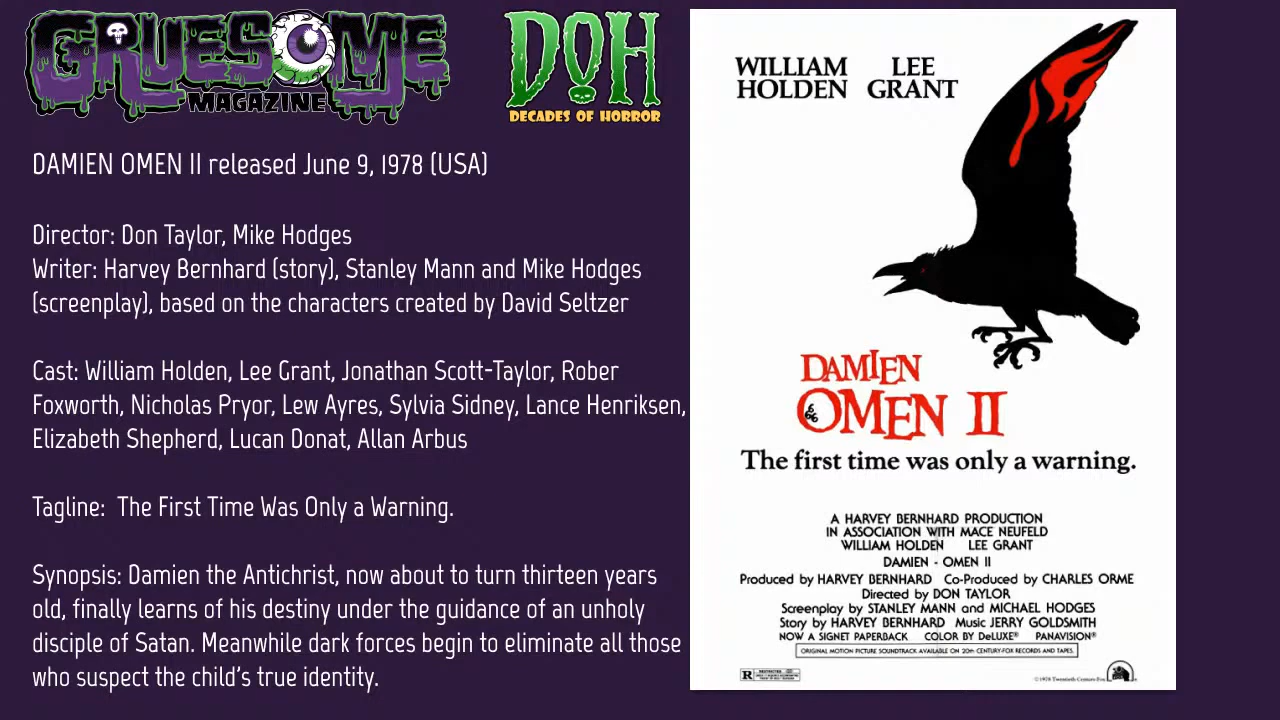 GRUESOME
MAGAZINE
DOH
DECADES OF HORROR
DAMIEN OMEN II released June 9, 1978 (USA)
Director: Don Taylor, Mike Hodges
Writer: Harvey Bernhard (story), Stanley Mann and Mike Hodges
(screenplay), based on the characters created by David Seltzer
Cast: William Holden, Lee Grant, Jonathan Scott-Taylor, Rober
Foxworth, Nicholas Pryor, Lew Ayres, Sylvia Sidney, Lance Henriksen,
Elizabeth Shepherd, Lucan Donat, Allan Arbus
Tagline: The First Time Was Only a Warning.
Synopsis: Damien the Antichrist, now about to turn thirteen years
old, finally learns of his destiny under the guidance of an unholy
disciple of Satan. Meanwhile dark forces begin to eliminate all those
who suspect the child's true identity.
WILLIAM LEE
HOLDEN GRANT
DAMIEN
OMEN II
The first time was only a warning.
A HARVEY BERNHARD PRODUCTION
IN ASSOCIATION WITH MACE NEUFELD
WILLIAM HOLDEN LEE GRANT
DAMIEN - OMEN II
Produced by HARVEY BERNHARD Co-Produced by CHARLES ORME
Directed by DON TAYLOR
Screenplay by STANLEY MANN and MICHAEL HODGES
Story by HARVEY BERNHARD Music JERRY GOLDSMITH
NOW A SIGNET PAPERBACK COLOR BY DeLUXE® PANAVISION®
ORIGINAL MOTION PICTURE SOUNDTRACK AVAILABLE ON 20th CENTURY-FOX RECORDS AND TAPES.
R RESTRICTED
© 1978 Twentieth Century-Fox